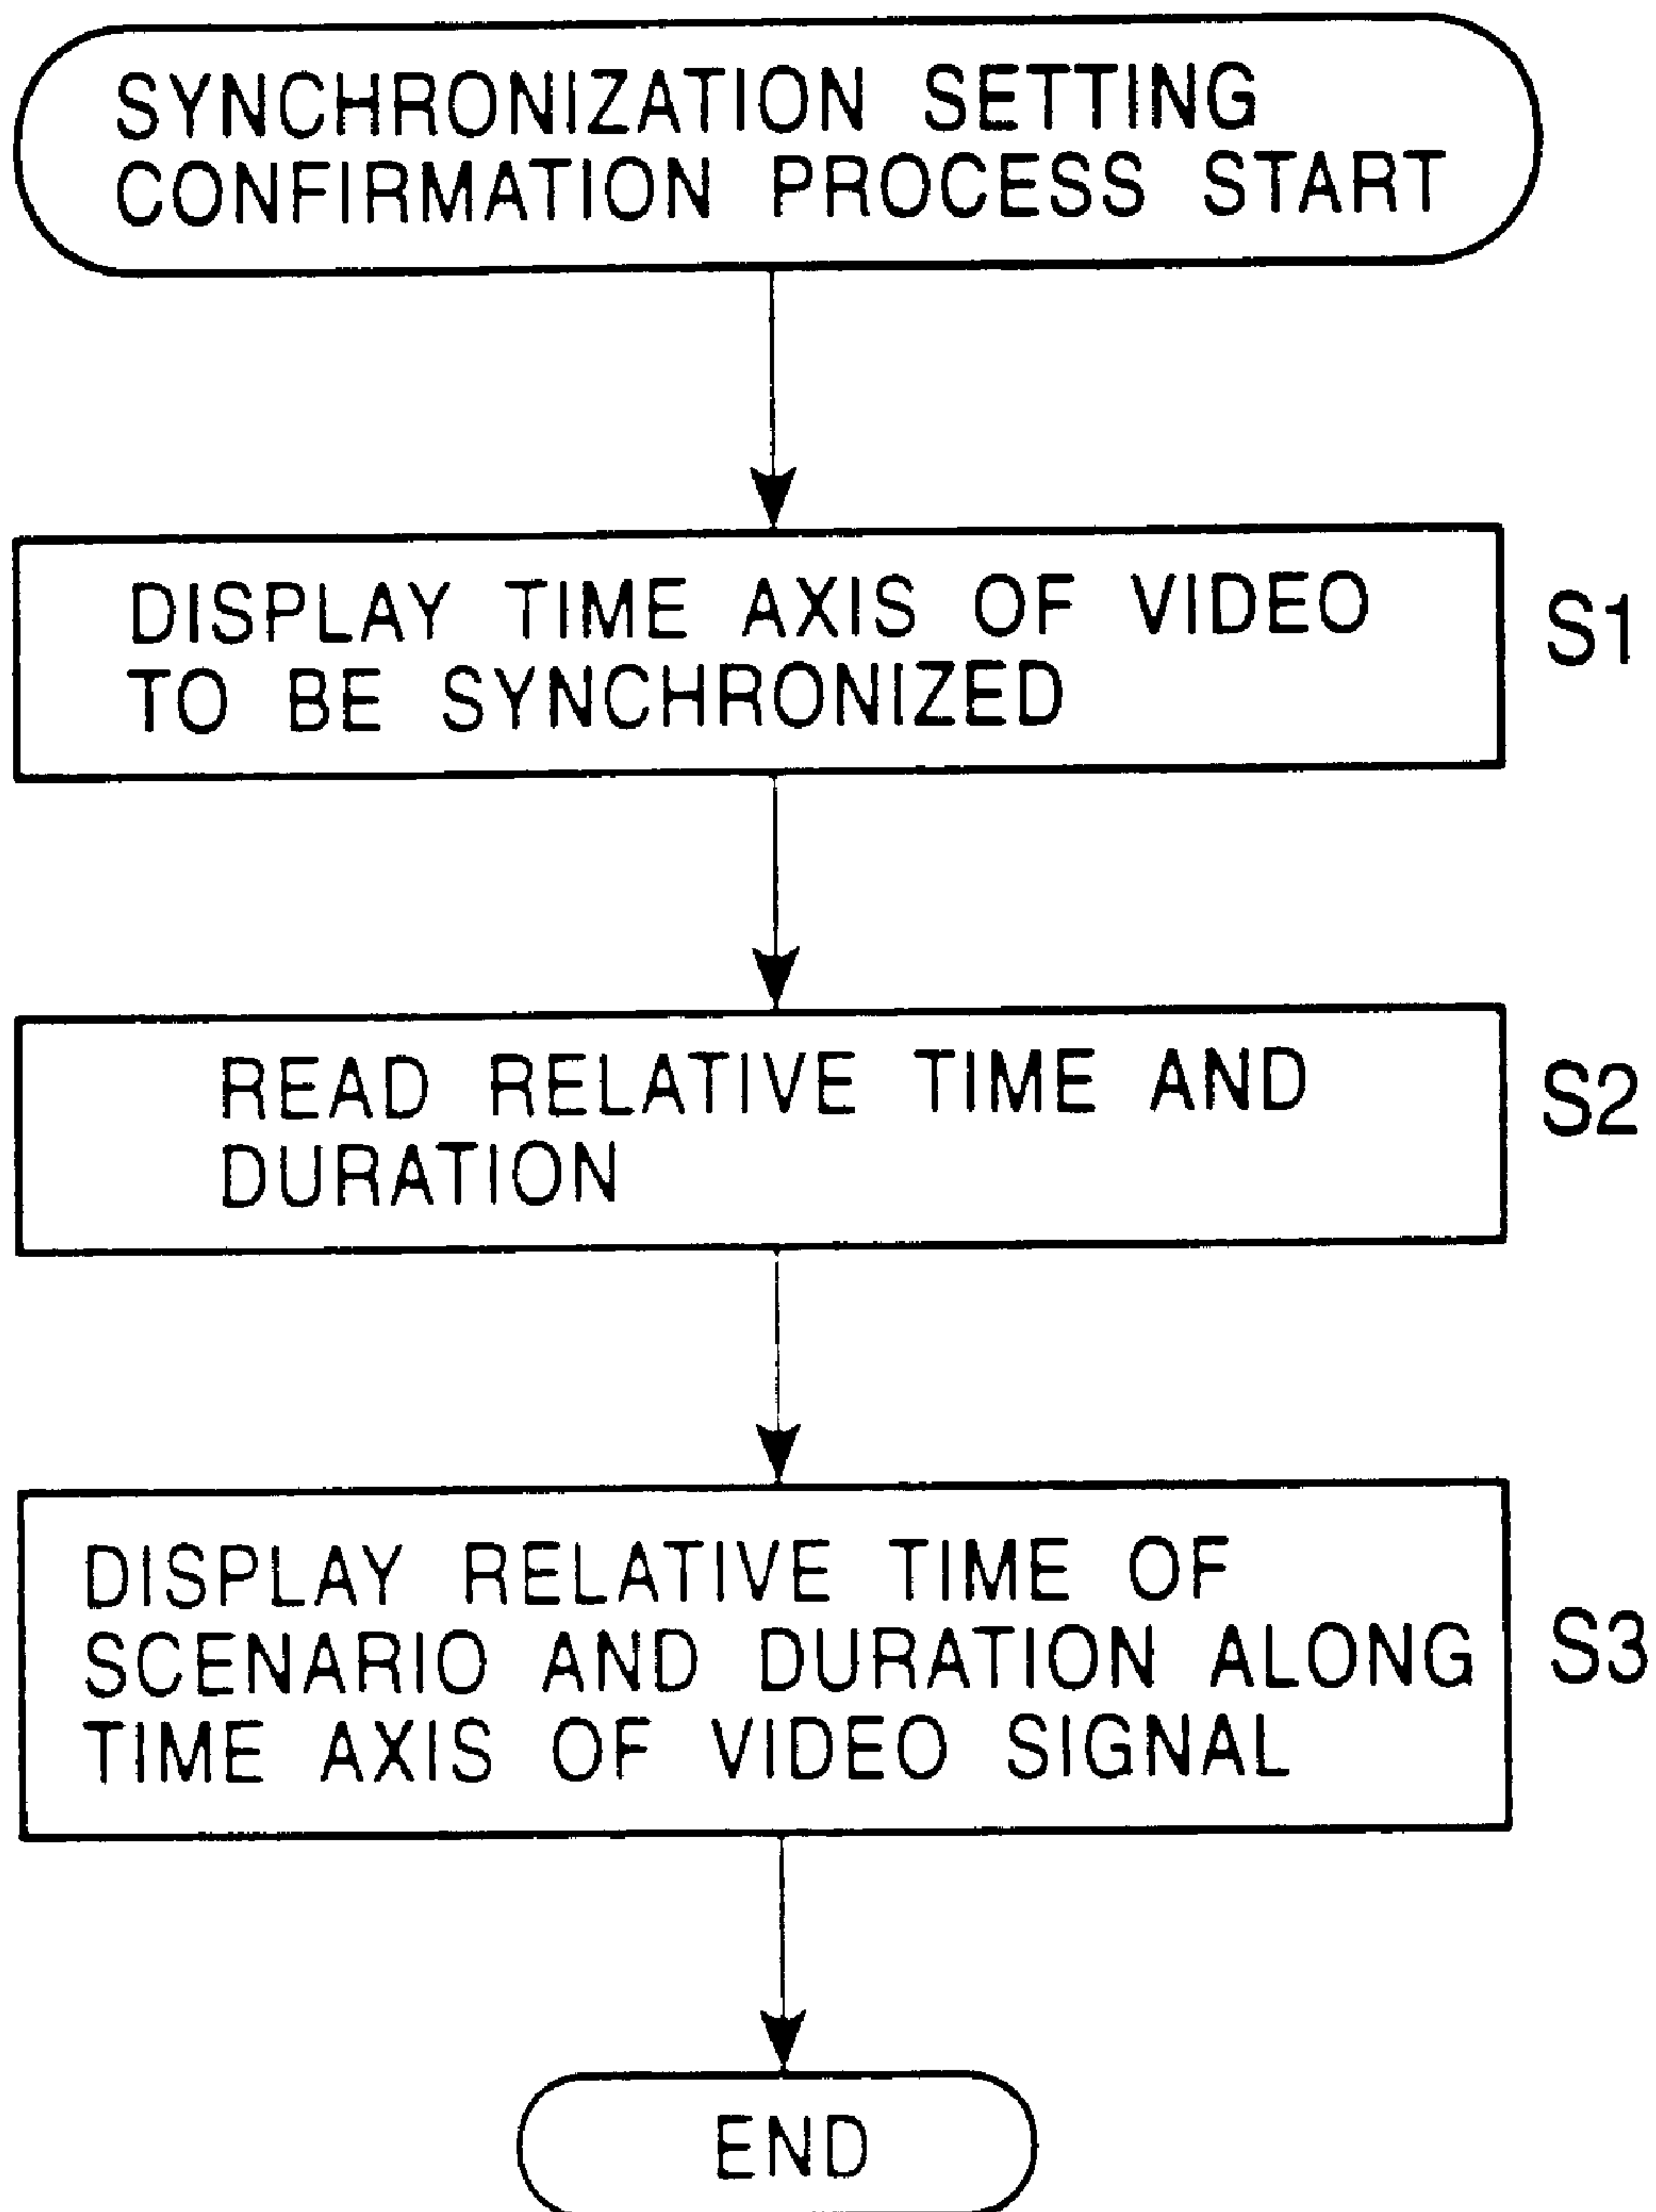 SYNCHRONIZATION SETTING
CONFIRMATION PROCESS START
DISPLAY TIME AXIS OF VIDEO
TO BE SYNCHRONIZED
S1
READ RELATIVE TIME AND
DURATION
S2
DISPLAY RELATIVE TIME OF
SCENARIO AND DURATION ALONG
TIME AXIS OF VIDEO SIGNAL
S3
END